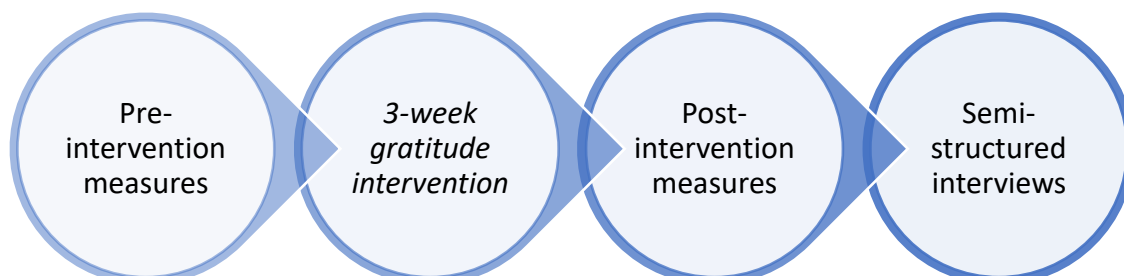 Pre-
intervention
measures
3-week
gratitude
intervention
Post-
intervention
measures
Semi-
structured
interviews